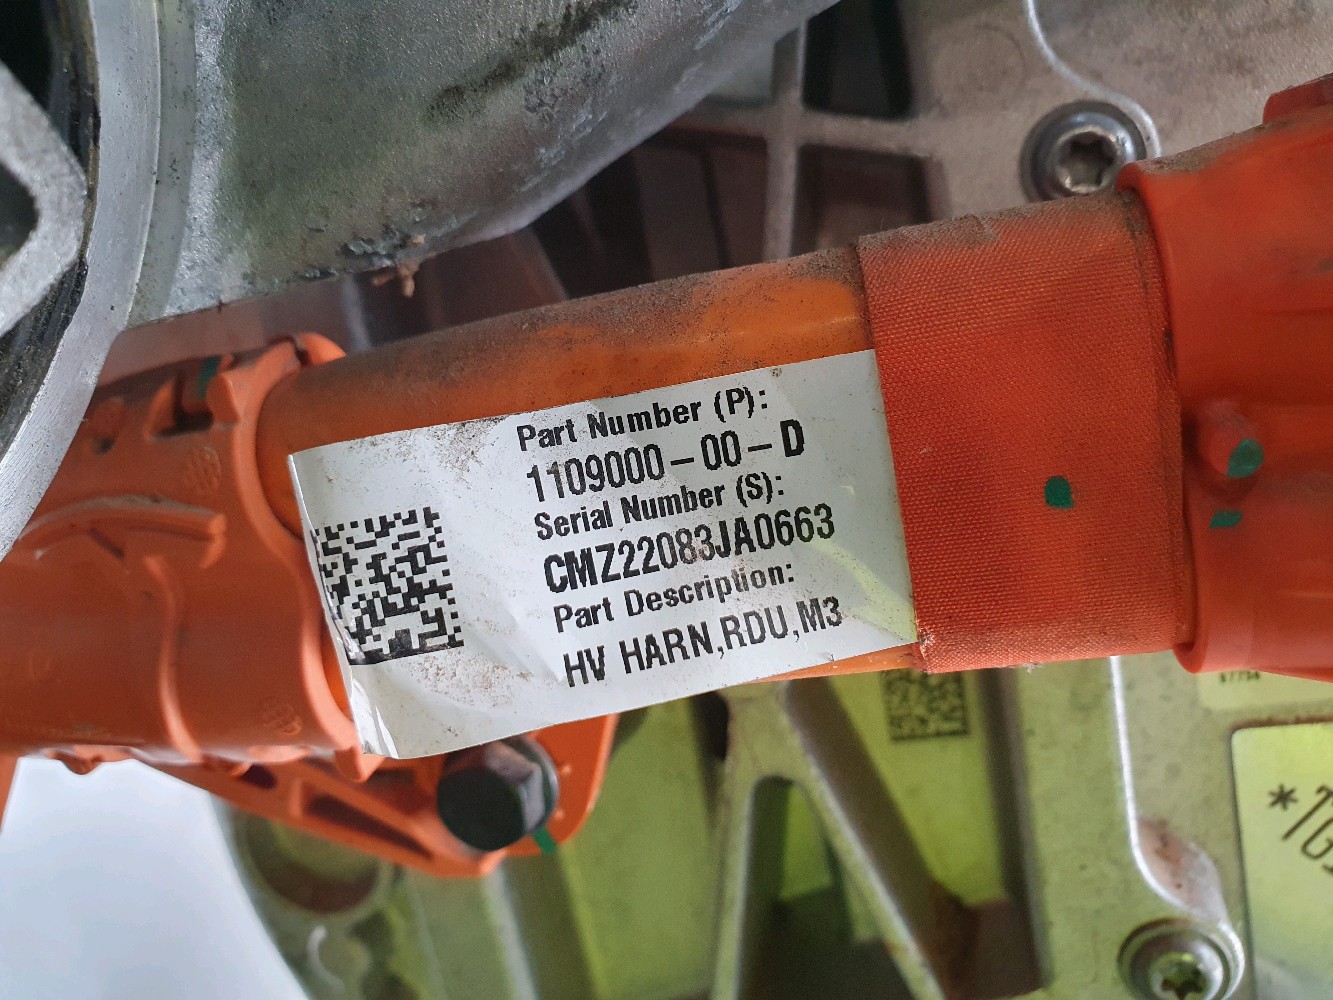 Part Number (P):
1109000-00-D
Serial Number (S):
CMZ22083JA0663
Part Description:
HV HARN,RDU,M3